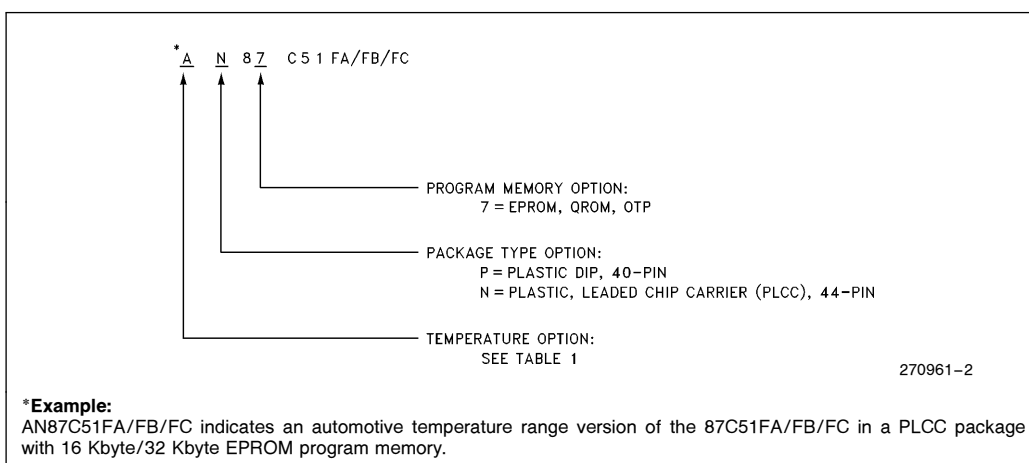 *A N 87 C51FA/FB/FC
PROGRAM MEMORY OPTION:
7 = EPROM, QROM, OTP
PACKAGE TYPE OPTION:
P = PLASTIC DIP, 40-PIN
N = PLASTIC, LEADED CHIP CARRIER (PLCC), 44-PIN
TEMPERATURE OPTION:
SEE TABLE 1
270961-2
*Example:
AN87C51FA/FB/FC indicates an automotive temperature range version of the 87C51FA/FB/FC in a PLCC package
with 16 Kbyte/32 Kbyte EPROM program memory.